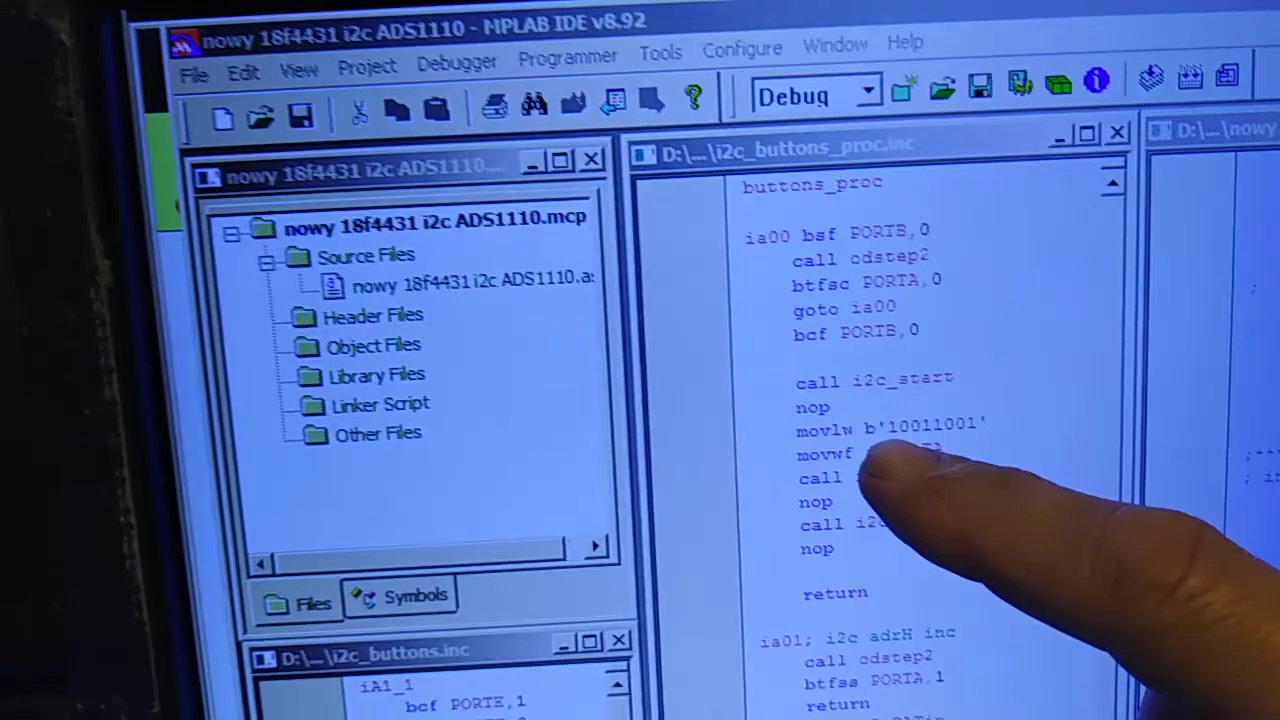 nowy 18f4431 i2c ADS1110 - MPLAB IDE v8.92
File Edit View Project Debugger Programmer Tools Configure Window Help
Debug
nowy 18f4431 i2c ADS1110....
nowy 18f4431 i2c ADS1110.mcp
Source Files
nowy 18f4431 i2c ADS1110.as
Header Files
Object Files
Library Files
Linker Script
Other Files
Files Symbols
D:\...\i2c_buttons.inc
iA1_1
bcf PORTE,1
D:\...\i2c_buttons_proc.inc
buttons_proc
ia00 bsf PORTB,0
call odstep2
btfsc PORTA,0
goto ia00
bcf PORTB,0
call i2c_start
nop
movlw b'10011001'
movwf
call
nop
call i2c
nop
return
ia01; i2c adrH inc
call odstep2
btfss PORTA,1
return
D:\...\nowy
;
;**
; i